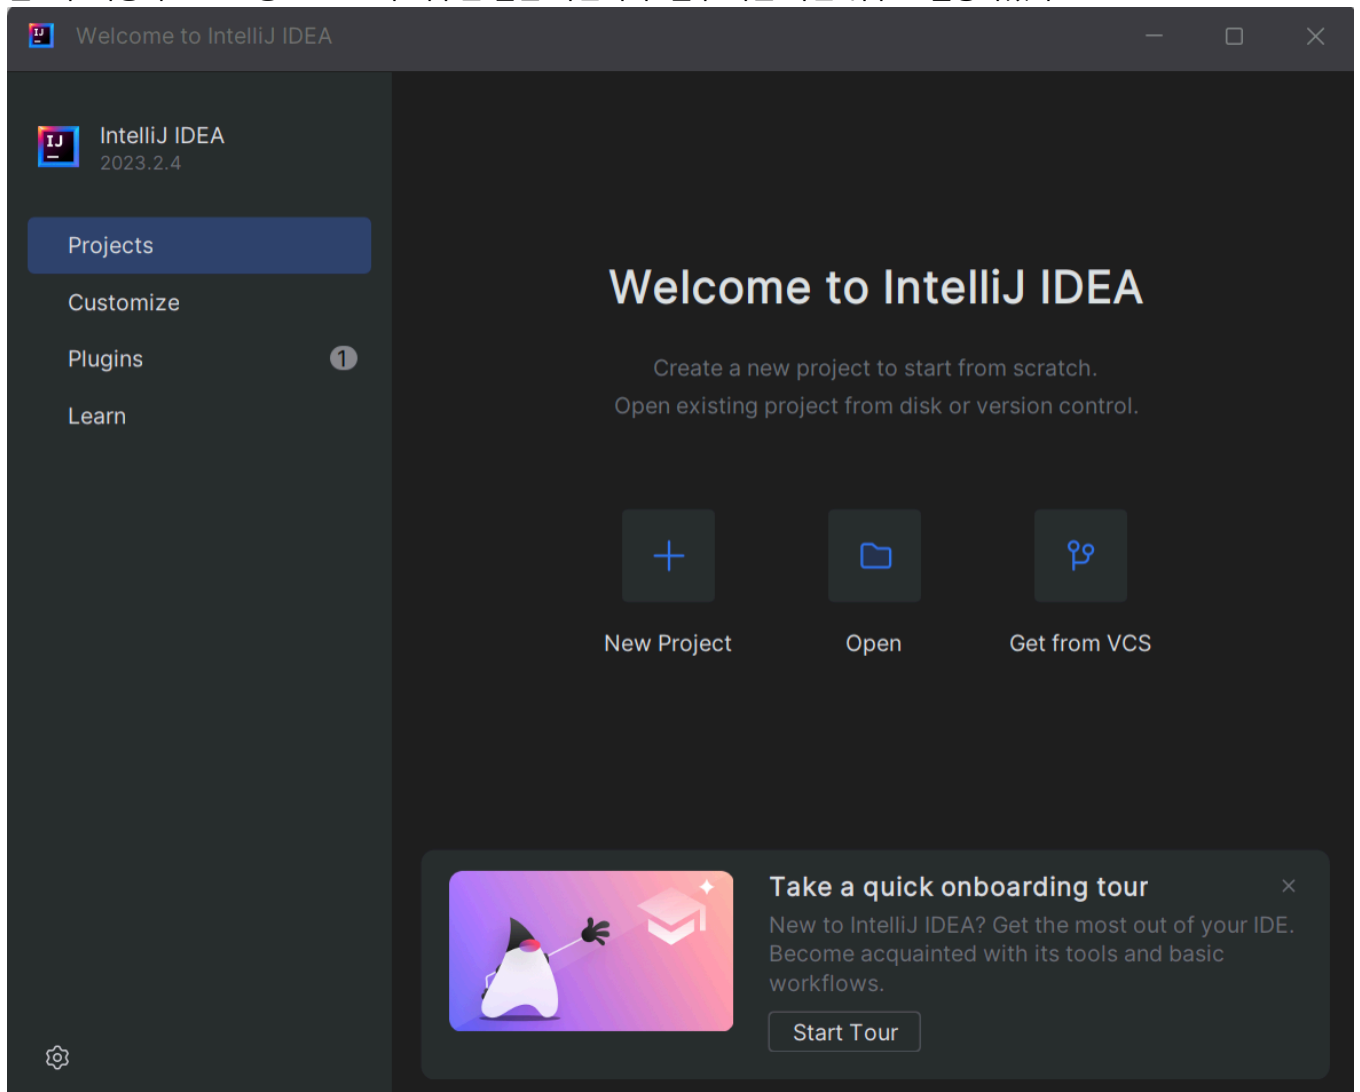 Welcome to IntelliJ IDEA
IJ
IntelliJ IDEA
2023.2.4
Projects
Customize
Plugins 1
Learn
Welcome to IntelliJ IDEA
Create a new project to start from scratch.
Open existing project from disk or version control.
New Project Open Get from VCS
Take a quick onboarding tour
New to IntelliJ IDEA? Get the most out of your IDE.
Become acquainted with its tools and basic
workflows.
Start Tour